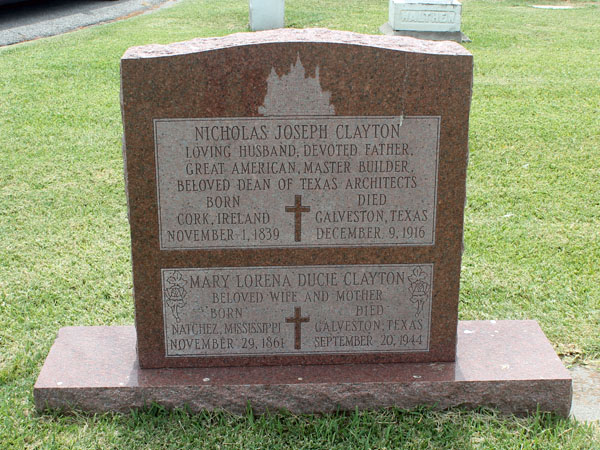 WALTHEW
NICHOLAS JOSEPH CLAYTON
LOVING HUSBAND, DEVOTED FATHER,
GREAT AMERICAN, MASTER BUILDER,
BELOVED DEAN OF TEXAS ARCHITECTS
BORN DIED
CORK, IRELAND GALVESTON, TEXAS
NOVEMBER 1, 1839 DECEMBER 9, 1916
MARY LORENA DUCIE CLAYTON
BELOVED WIFE AND MOTHER
BORN DIED
NATCHEZ, MISSISSIPPI GALVESTON, TEXAS
NOVEMBER 29, 1861 SEPTEMBER 20, 1944